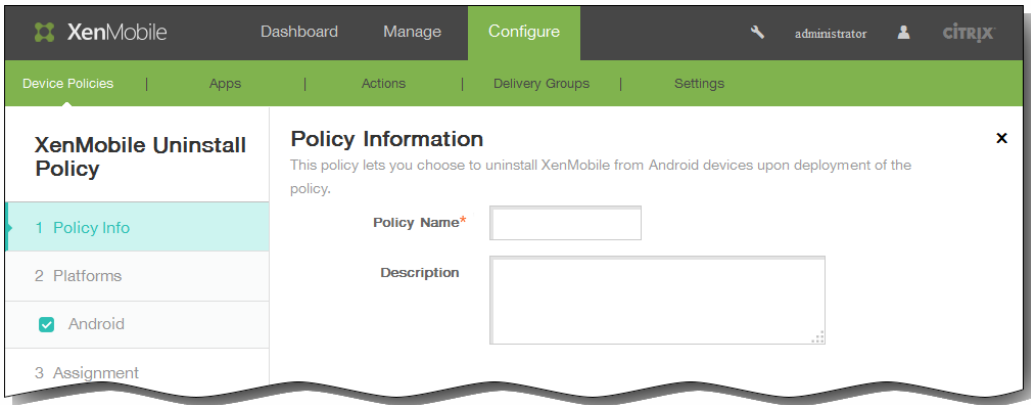 XenMobile Dashboard Manage Configure administrator CİTRIX
Device Policies | Apps | Actions | Delivery Groups | Settings
XenMobile Uninstall
Policy
1 Policy Info
2 Platforms
Android
3 Assignment
Policy Information
This policy lets you choose to uninstall XenMobile from Android devices upon deployment of the
policy.
Policy Name*
Description